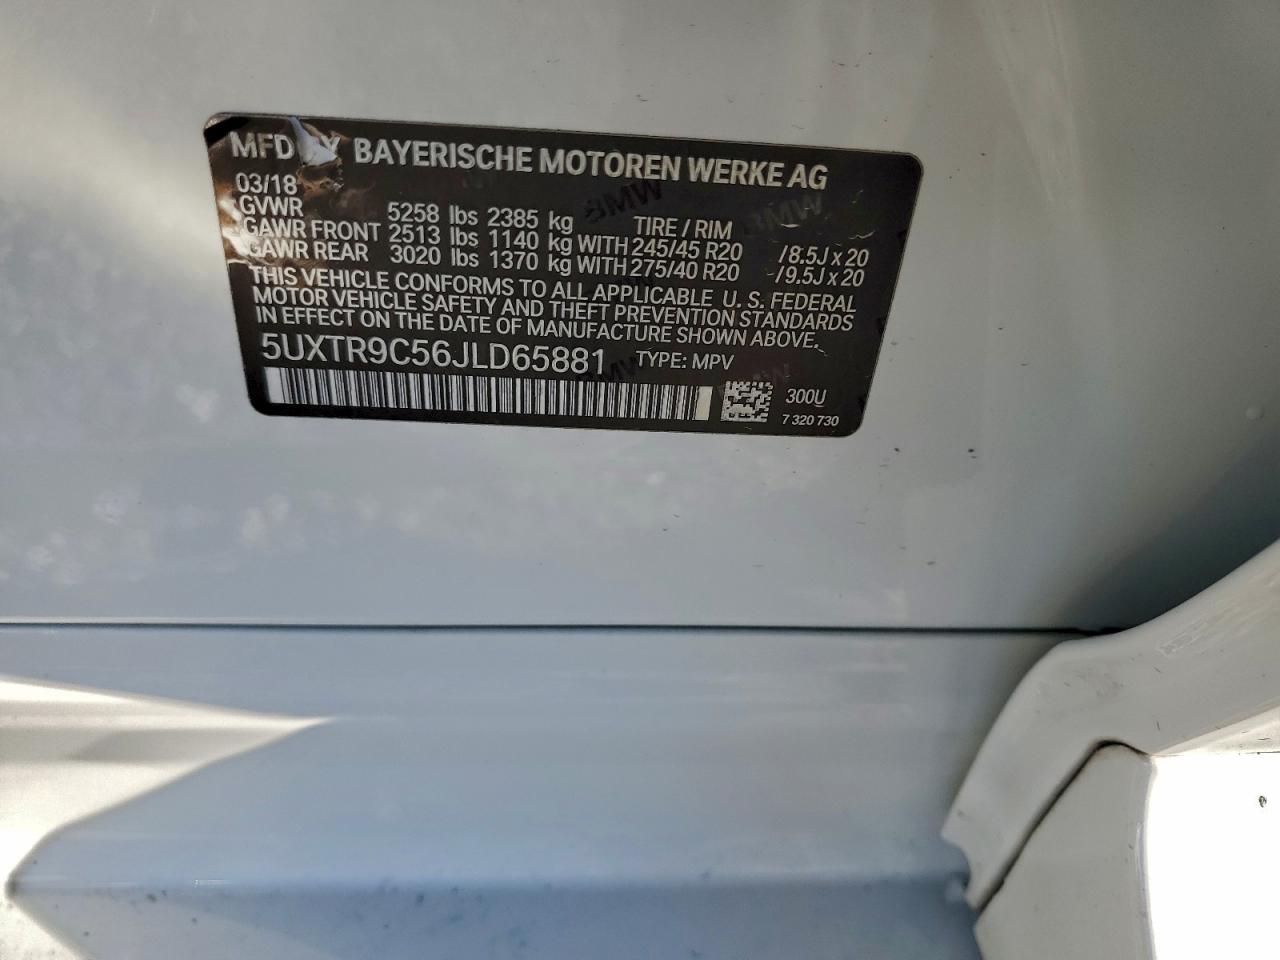 MFD BY BAYERISCHE MOTOREN WERKE AG
03/18
GVWR 5258 lbs 2385 kg TIRE / RIM
GAWR FRONT 2513 lbs 1140 kg WITH 245/45 R20 /8.5J x 20
GAWR REAR 3020 lbs 1370 kg WITH 275/40 R20 -/9.5J x 20
THIS VEHICLE CONFORMS TO ALL APPLICABLE U. S. FEDERAL
MOTOR VEHICLE SAFETY AND THEFT PREVENTION STANDARDS
IN EFFECT ON THE DATE OF MANUFACTURE SHOWN ABOVE.
5UXTR9C56JLD65881 TYPE: MPV
300U
7 320 730